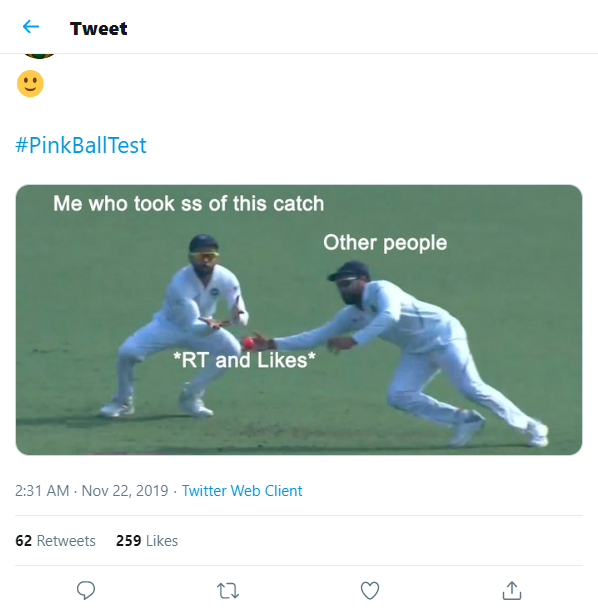 Tweet
#PinkBallTest
Me who took ss of this catch
Other people
*RT and Likes*
2:31 AM · Nov 22, 2019 · Twitter Web Client
62 Retweets 259 Likes